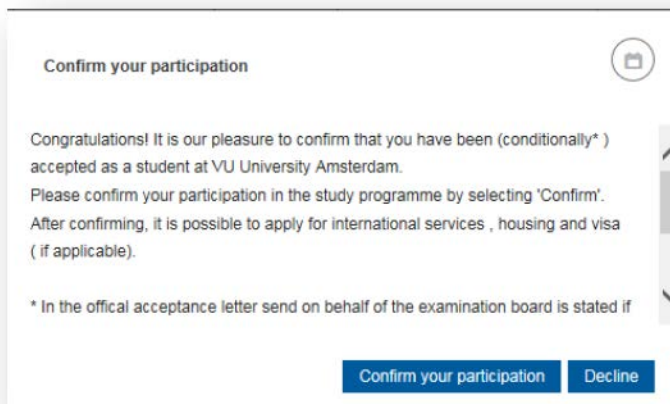 Confirm your participation
Congratulations! It is our pleasure to confirm that you have been (conditionally* )
accepted as a student at VU University Amsterdam.
Please confirm your participation in the study programme by selecting 'Confirm'.
After confirming, it is possible to apply for international services , housing and visa
( if applicable).
* In the offical acceptance letter send on behalf of the examination board is stated if
Confirm your participation Decline